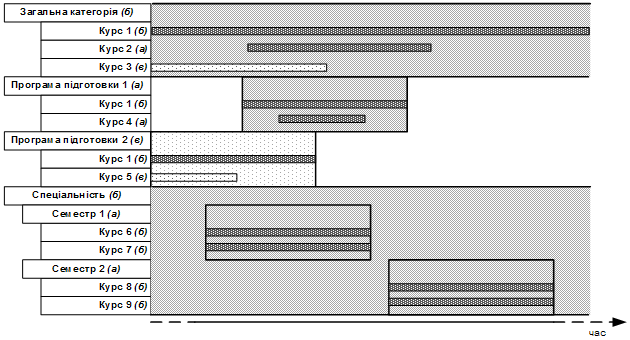 Загальна категорія (б)
Курс 1 (б)
Курс 2 (а)
Курс 3 (в)
Програма підготовки 1 (а)
Курс 1 (б)
Курс 4 (а)
Програма підготовки 2 (в)
Курс 1 (б)
Курс 5 (в)
Спеціальність (б)
Семестр 1 (а)
Курс 6 (б)
Курс 7 (б)
Семестр 2 (а)
Курс 8 (б)
Курс 9 (б)
час